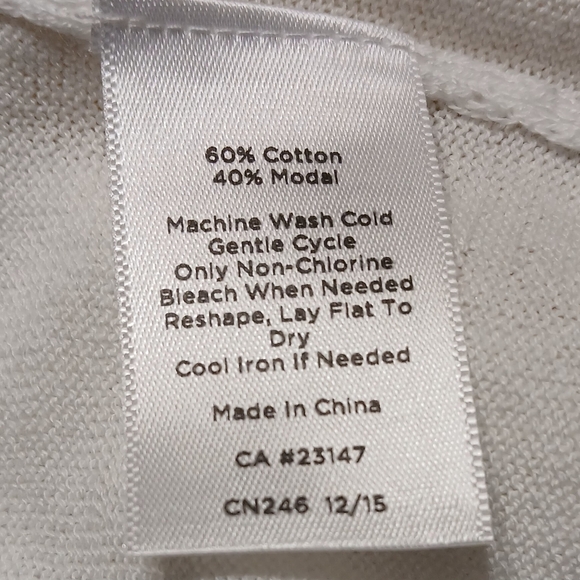 60% Cotton
40% Modal
Machine Wash Cold
Gentle Cycle
Only Non-Chlorine
Bleach When Needed
Reshape, Lay Flat To
Dry
Cool Iron If Needed
Made In China
CA #23147
CN246 12/15